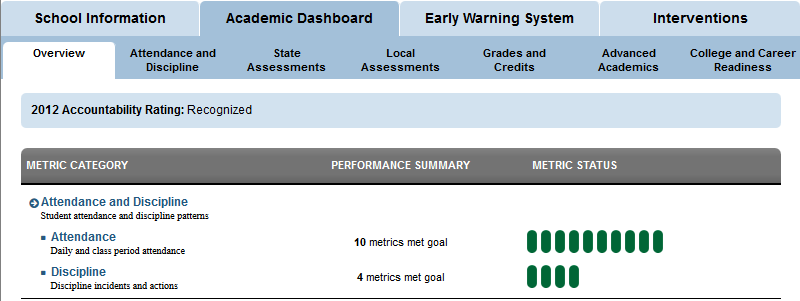 School Information
Academic Dashboard
Early Warning System
Interventions
Overview
Attendance and
Discipline
State
Assessments
Local
Assessments
Grades and
Credits
Advanced
Academics
College and Career
Readiness
2012 Accountability Rating: Recognized
METRIC CATEGORY
PERFORMANCE SUMMARY
METRIC STATUS
Attendance and Discipline
Student attendance and discipline patterns
Attendance
Daily and class period attendance
10 metrics met goal
Discipline
Discipline incidents and actions
4 metrics met goal